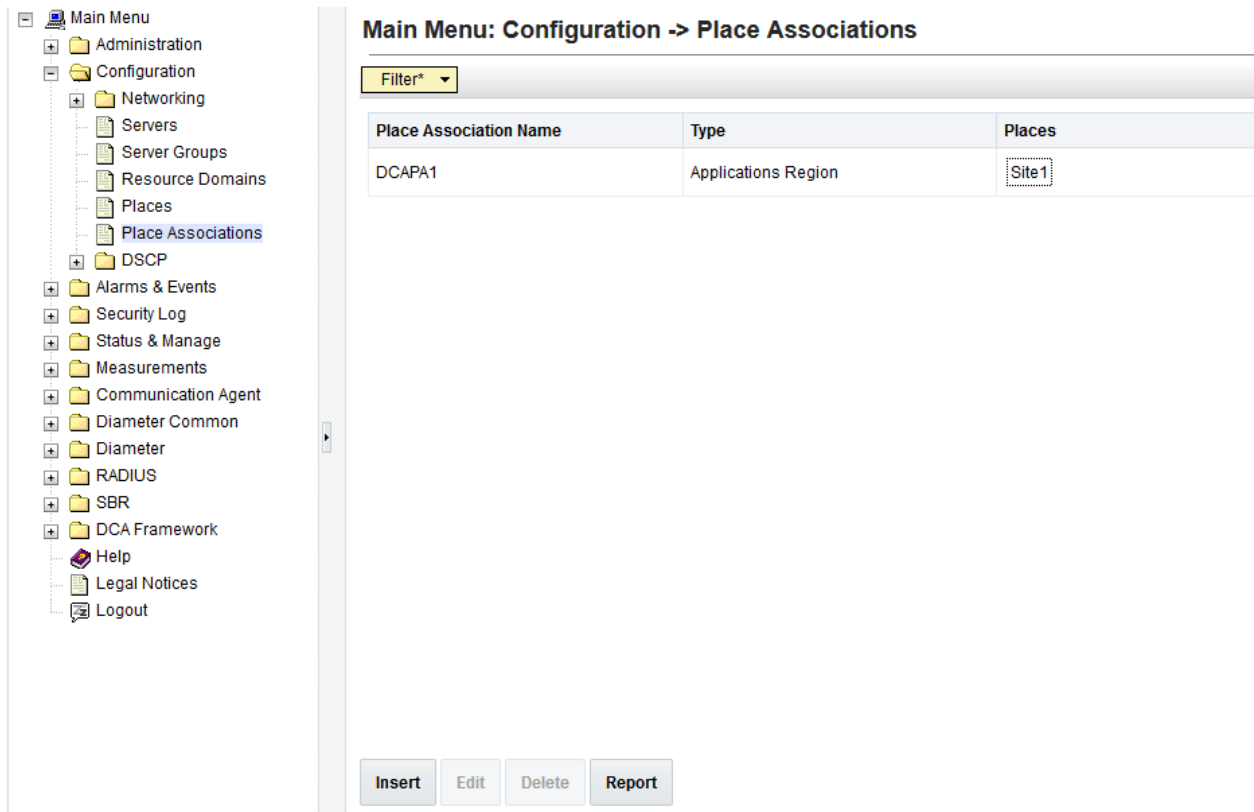 Main Menu
Administration
Configuration
Networking
Servers
Server Groups
Resource Domains
Places
Place Associations
DSCP
Alarms & Events
Security Log
Status & Manage
Measurements
Communication Agent
Diameter Common
Diameter
RADIUS
SBR
DCA Framework
Help
Legal Notices
Logout
Main Menu: Configuration -> Place Associations
Filter*
Place Association Name Type Places
DCAPA1 Applications Region Site1
Insert Edit Delete Report